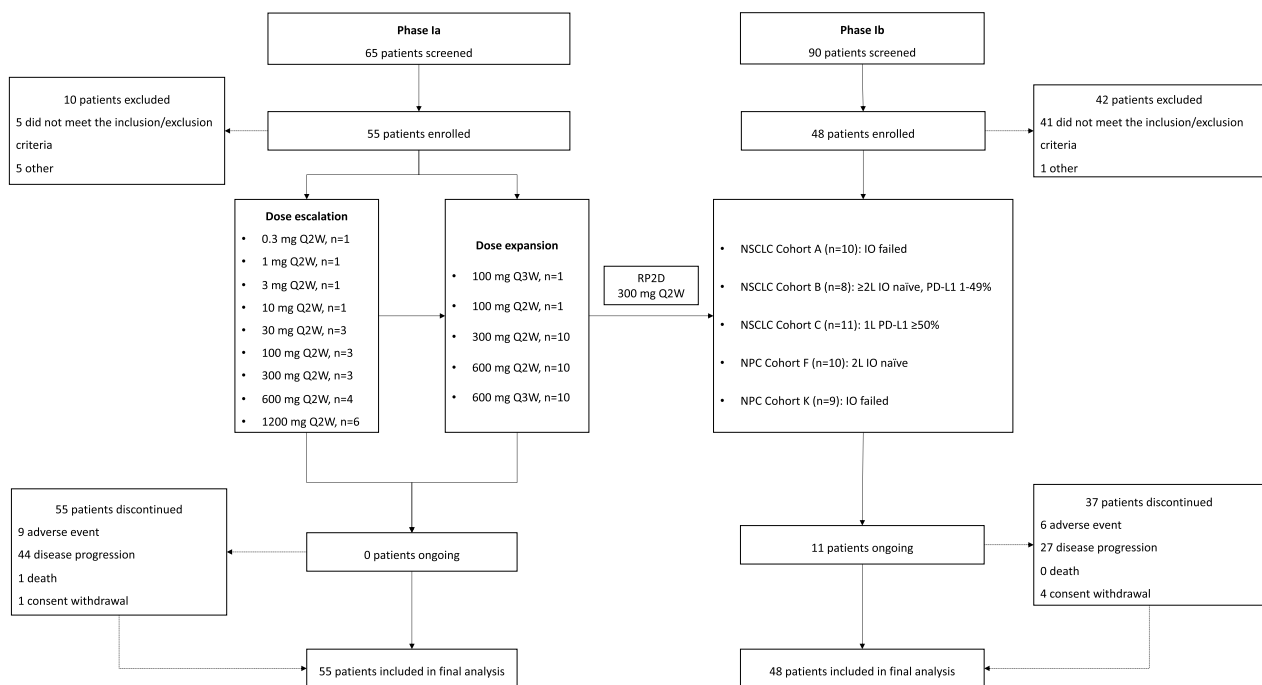 Phase Ia
65 patients screened
10 patients excluded
5 did not meet the inclusion/exclusion
criteria
5 other
55 patients enrolled
Dose escalation
• 0.3 mg Q2W, n=1
• 1 mg Q2W, n=1
• 3 mg Q2W, n=1
• 10 mg Q2W, n=1
• 30 mg Q2W, n=3
• 100 mg Q2W, n=3
• 300 mg Q2W, n=3
• 600 mg Q2W, n=4
• 1200 mg Q2W, n=6
Dose expansion
• 100 mg Q3W, n=1
• 100 mg Q2W, n=1
• 300 mg Q2W, n=10
• 600 mg Q2W, n=10
• 600 mg Q3W, n=10
RP2D
300 mg Q2W
55 patients discontinued
9 adverse event
44 disease progression
1 death
1 consent withdrawal
0 patients ongoing
55 patients included in final analysis
Phase Ib
90 patients screened
42 patients excluded
41 did not meet the inclusion/exclusion
criteria
1 other
48 patients enrolled
• NSCLC Cohort A (n=10): IO failed
• NSCLC Cohort B (n=8): ≥2L IO naïve, PD-L1 1-49%
• NSCLC Cohort C (n=11): 1L PD-L1 ≥50%
• NPC Cohort F (n=10): 2L IO naïve
• NPC Cohort K (n=9): IO failed
37 patients discontinued
6 adverse event
27 disease progression
0 death
4 consent withdrawal
11 patients ongoing
48 patients included in final analysis